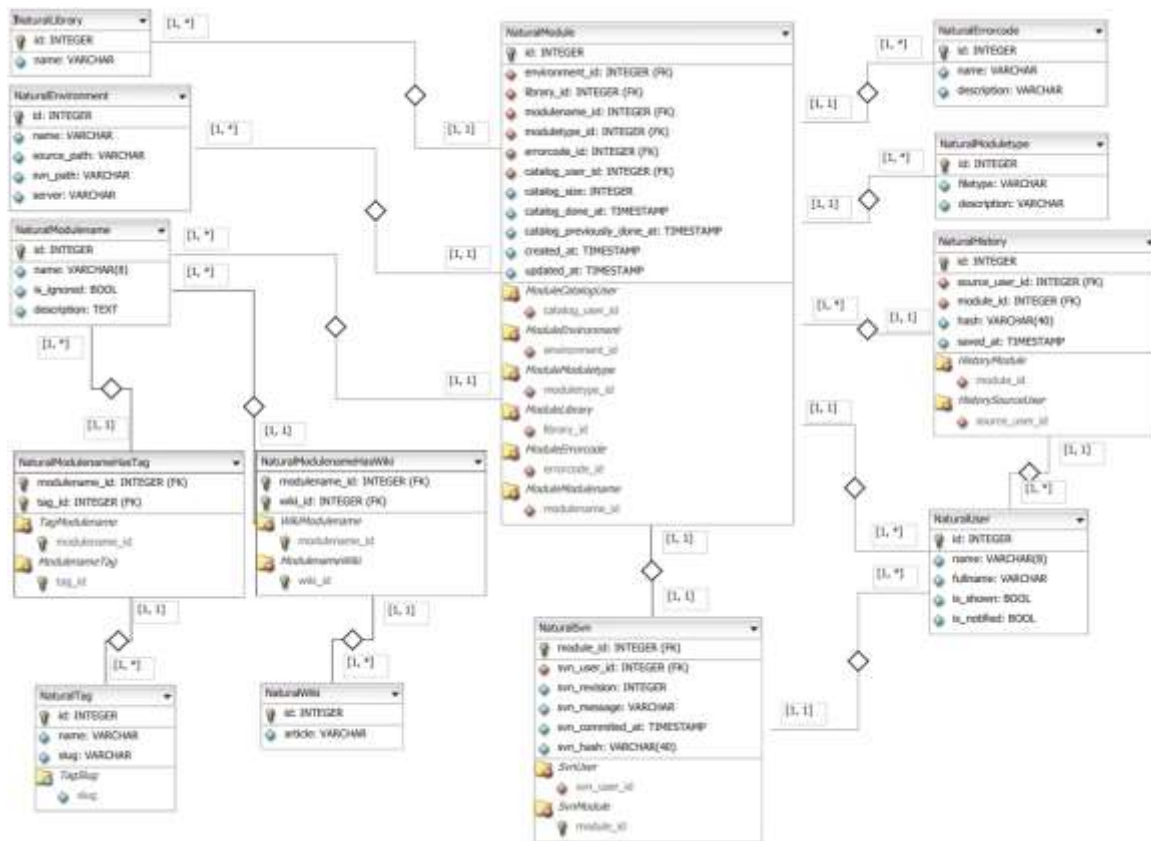 NaturalLibrary
id: INTEGER
name: VARCHAR
NaturalEnvironment
id: INTEGER
name: VARCHAR
source_path: VARCHAR
svn_path: VARCHAR
server: VARCHAR
NaturalModulename
id: INTEGER
name: VARCHAR(8)
is_ignored: BOOL
description: TEXT
[1, *]
[1, *]
[1, *]
[1, *]
[1, *]
[1, 1]
[1, 1]
[1, 1]
[1, 1]
[1, 1]
NaturalModulenameHasTag
modulename_id: INTEGER (FK)
tag_id: INTEGER (FK)
TagModulename
modulename_id
ModulenameTag
tag_id
NaturalModulenameHasWiki
modulename_id: INTEGER (FK)
wiki_id: INTEGER (FK)
WikiModulename
modulename_id
ModulenameWiki
wiki_id
[1, 1]
[1, *]
[1, 1]
[1, *]
NaturalTag
id: INTEGER
name: VARCHAR
slug: VARCHAR
TagSlug
slug
NaturalWiki
id: INTEGER
article: VARCHAR
NaturalModule
id: INTEGER
environment_id: INTEGER (FK)
library_id: INTEGER (FK)
modulename_id: INTEGER (FK)
moduletype_id: INTEGER (FK)
errorcode_id: INTEGER (FK)
catalog_user_id: INTEGER (FK)
catalog_size: INTEGER
catalog_done_at: TIMESTAMP
catalog_previously_done_at: TIMESTAMP
created_at: TIMESTAMP
updated_at: TIMESTAMP
ModuleCatalogUser
catalog_user_id
ModuleEnvironment
environment_id
ModuleModuletype
moduletype_id
ModuleLibrary
library_id
ModuleErrorcode
errorcode_id
ModuleModulename
modulename_id
[1, 1]
[1, 1]
NaturalSvn
module_id: INTEGER (FK)
svn_user_id: INTEGER (FK)
svn_revision: INTEGER
svn_message: VARCHAR
svn_commited_at: TIMESTAMP
svn_hash: VARCHAR(40)
SvnUser
svn_user_id
SvnModule
module_id
[1, *]
[1, 1]
[1, *]
[1, 1]
[1, *]
[1, 1]
[1, 1]
[1, *]
[1, *]
[1, *]
[1, 1]
NaturalErrorcode
id: INTEGER
name: VARCHAR
description: VARCHAR
NaturalModuletype
id: INTEGER
filetype: VARCHAR
description: VARCHAR
NaturalHistory
id: INTEGER
source_user_id: INTEGER (FK)
module_id: INTEGER (FK)
hash: VARCHAR(40)
saved_at: TIMESTAMP
HistoryModule
module_id
HistorySourceUser
source_user_id
[1, 1]
NaturalUser
id: INTEGER
name: VARCHAR(8)
fullname: VARCHAR
is_shown: BOOL
is_notified: BOOL